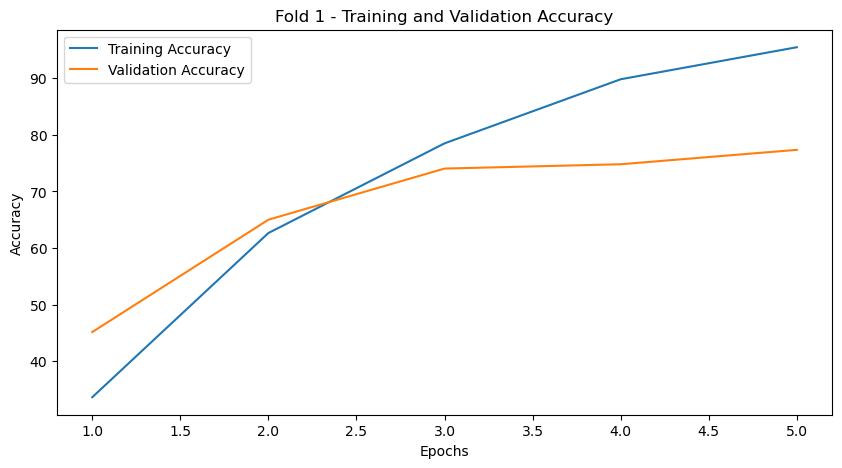 Fold 1 - Training and Validation Accuracy
Training Accuracy
Validation Accuracy
90
80
70
60
50
40
Accuracy
1.0 1.5 2.0 2.5 3.0 3.5 4.0 4.5 5.0
Epochs